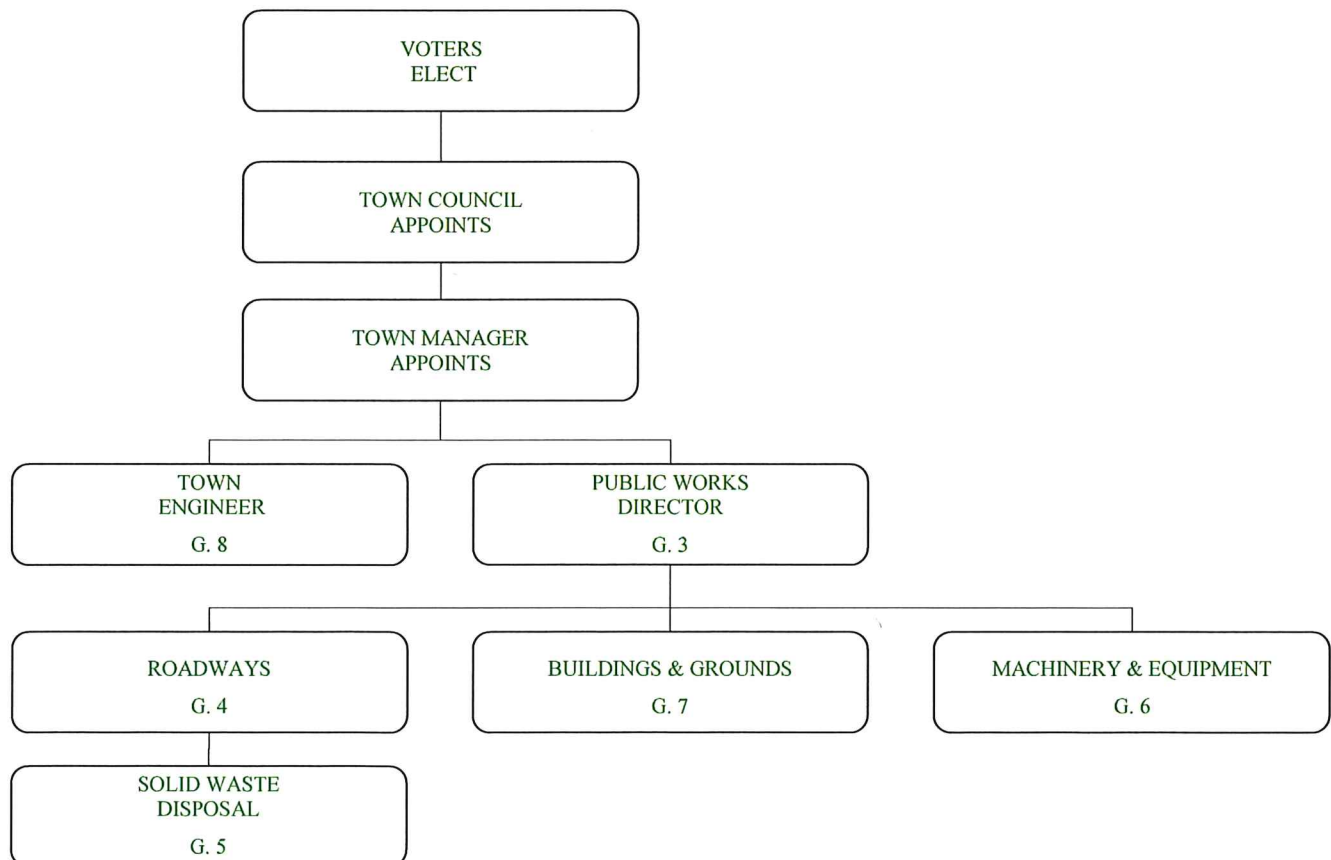 VOTERS
ELECT
TOWN COUNCIL
APPOINTS
TOWN MANAGER
APPOINTS
TOWN
ENGINEER
G. 8
PUBLIC WORKS
DIRECTOR
G. 3
ROADWAYS
G. 4
BUILDINGS & GROUNDS
G. 7
MACHINERY & EQUIPMENT
G. 6
SOLID WASTE
DISPOSAL
G. 5